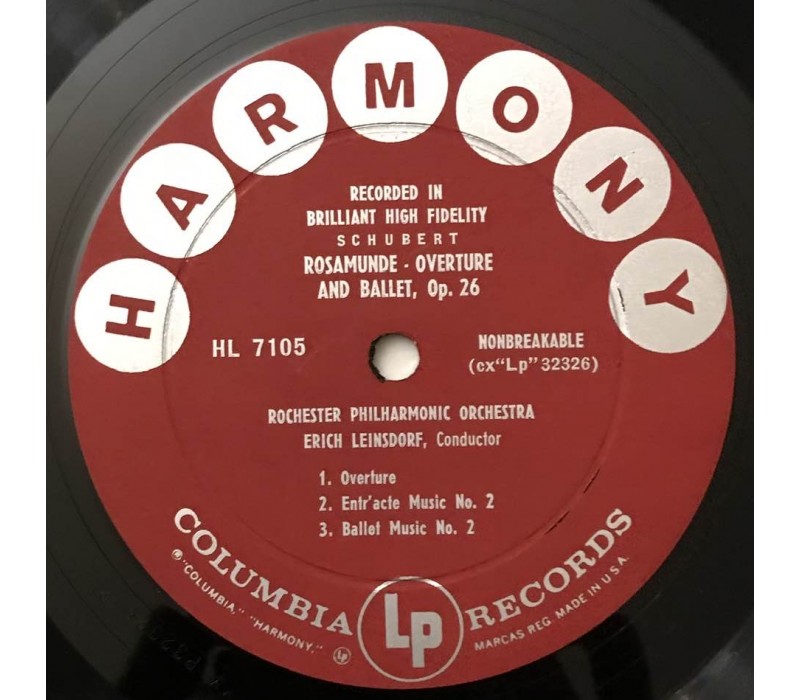 HARMONY
RECORDED IN
BRILLIANT HIGH FIDELITY
SCHUBERT
ROSAMUNDE - OVERTURE
AND BALLET, Op. 26
HL 7105
NONBREAKABLE
(cx"Lp"32326)
ROCHESTER PHILHARMONIC ORCHESTRA
ERICH LEINSDORF, Conductor
1. Overture
2. Entr'acte Music No. 2
3. Ballet Music No. 2
COLUMBIA Lp RECORDS
® "COLUMBIA," "HARMONY," Lp MARCAS REG. MADE IN U.S.A.